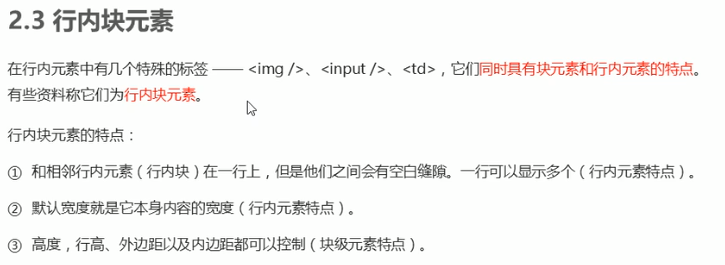 2.3 行内块元素
在行内元素中有几个特殊的标签 —— <img />、<input />、<td>，它们同时具有块元素和行内元素的特点。
有些资料称它们为行内块元素。
行内块元素的特点：
① 和相邻行内元素（行内块）在一行上，但是他们之间会有空白缝隙。一行可以显示多个（行内元素特点）。
② 默认宽度就是它本身内容的宽度（行内元素特点）。
③ 高度，行高、外边距以及内边距都可以控制（块级元素特点）。